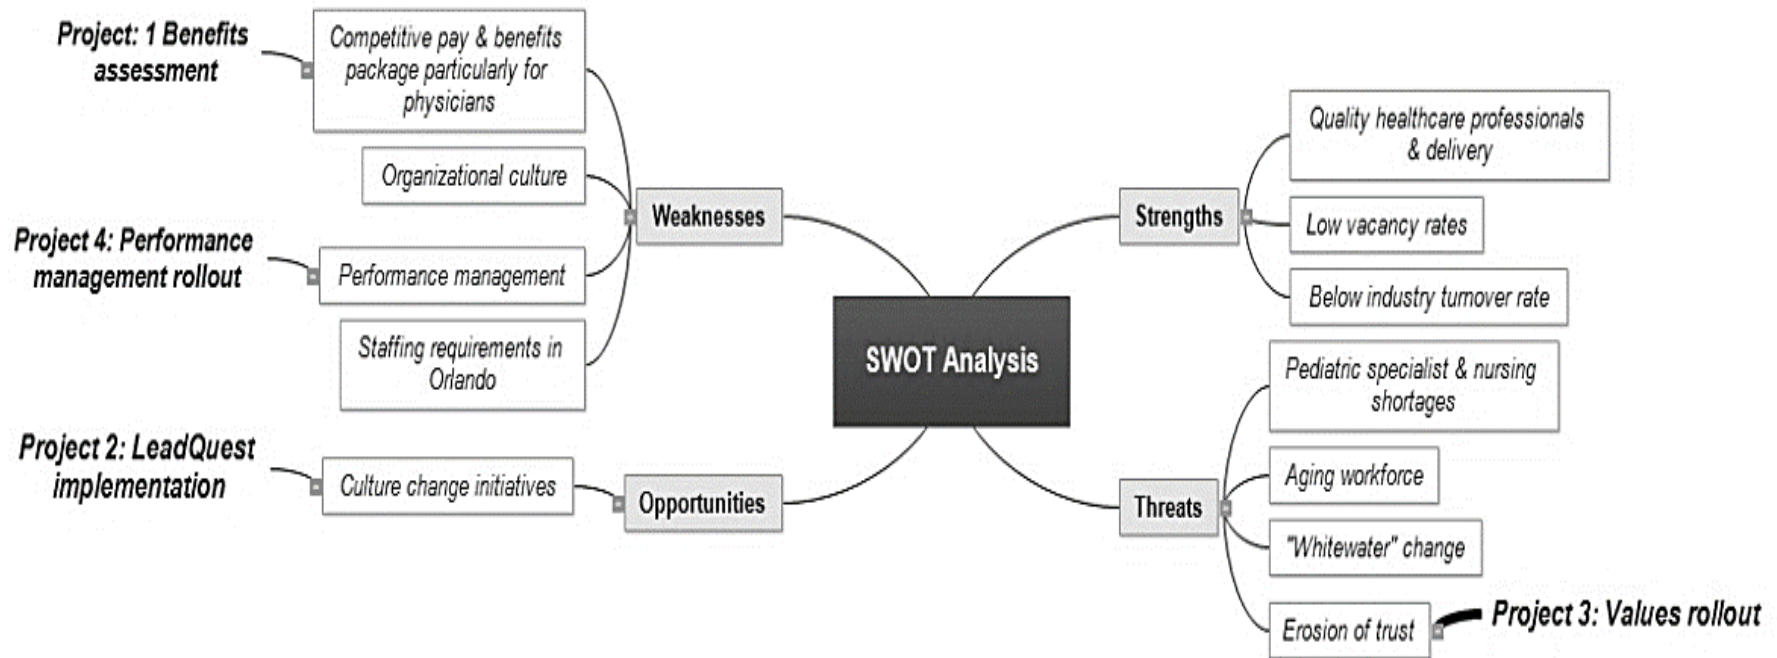 Project: 1 Benefits
assessment
Competitive pay & benefits
package particularly for
physicians
Organizational culture
Weaknesses
Project 4: Performance
management rollout
Performance management
Staffing requirements in
Orlando
Project 2: LeadQuest
implementation
Culture change initiatives
Opportunities
SWOT Analysis
Strengths
Quality healthcare professionals
& delivery
Low vacancy rates
Below industry turnover rate
Threats
Pediatric specialist & nursing
shortages
Aging workforce
"Whitewater" change
Erosion of trust
Project 3: Values rollout